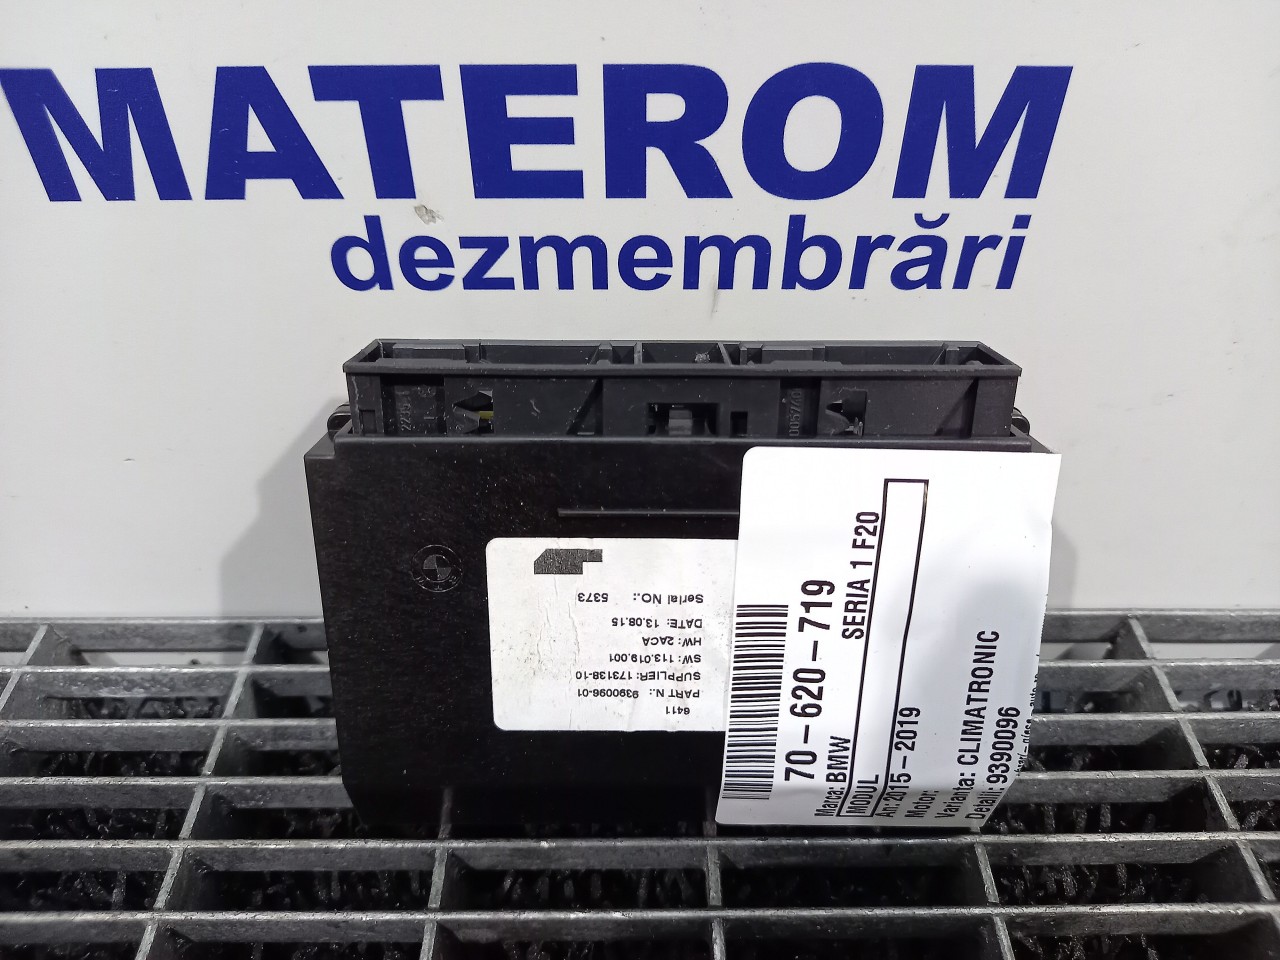 MATEROM
dezmembrări
5373
Serial NO.:
DATE: 13.08.15
HW: 2ACA
SW: 113.019.001
SUPPLIER: 173138-10
PART N.: 9390096-01
6411
70-620-719
Marca: BMW SERIA 1 F20
MODUL
An: 2015-2019
Motor:
Varianta: CLIMATRONIC
Detalii: 9390096